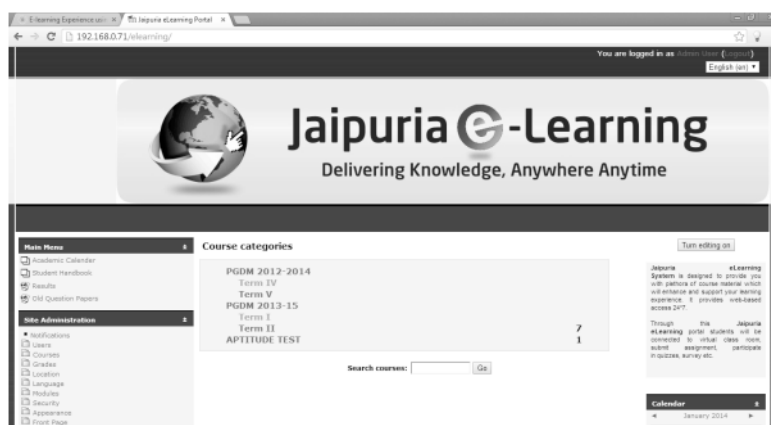 E-learning Experience usi
Jaipuria eLearning Portal
192.168.0.71/elearning/
You are logged in as Admin User (Logout)
English (en)
Jaipuria e-Learning
Delivering Knowledge, Anywhere Anytime
Main Menu
Academic Calender
Student Handbook
Results
Old Question Papers
Site Administration
Notifications
Users
Courses
Grades
Location
Language
Modules
Security
Appearance
Front Page
Course categories
PGDM 2012-2014
Term IV
Term V
PGDM 2013-15
Term I
Term II 7
APTITUDE TEST 1
Search courses: Go
Turn editing on
Jaipuria eLearning
System is designed to provide you
with plethora of course material which
will enhance and support your learning
experience. It provides web-based
access 24*7.
Through this Jaipuria
eLearning portal students will be
connected to virtual class room,
submit assignment, participate
in quizzes, survey etc.
Calendar
January 2014